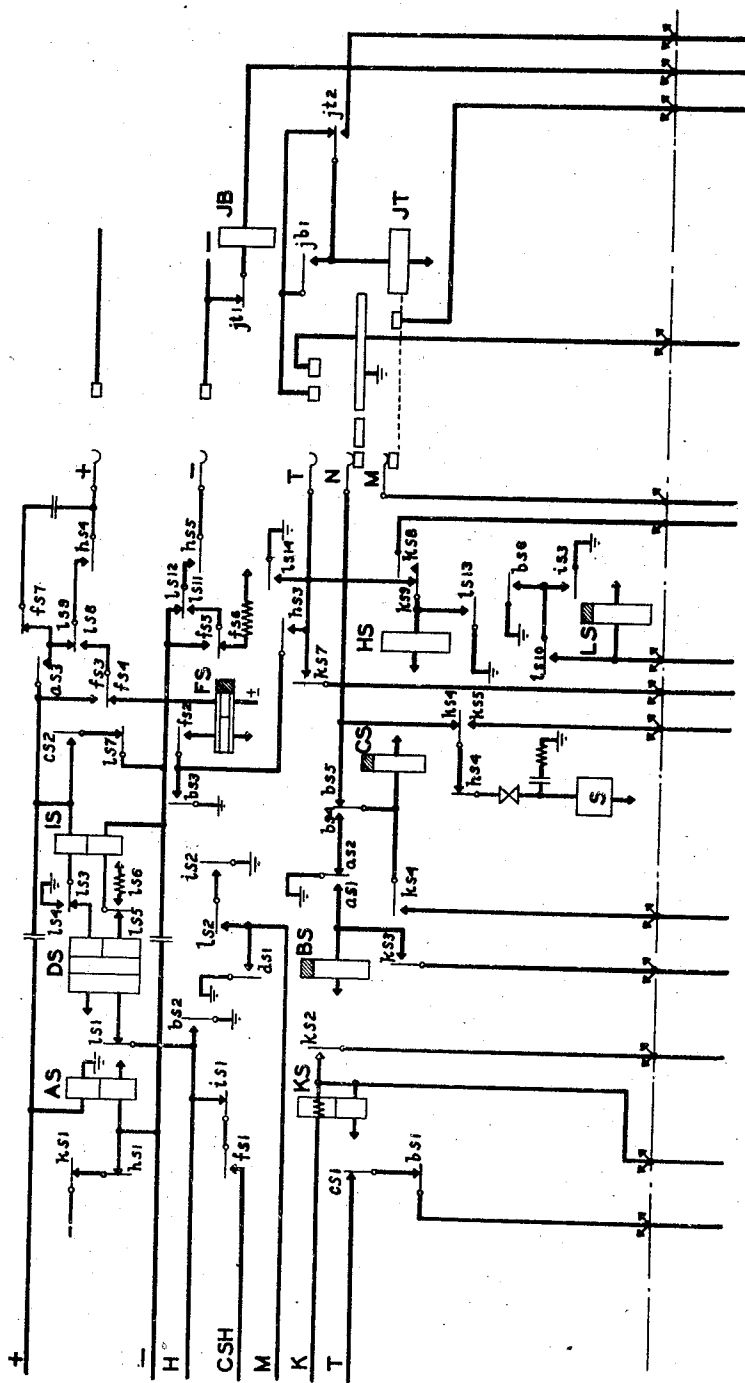 jt2
JB
jb1
JT
jt1
+
-
T
N
M
fs7
hs4
ls9
ls8
as3
fs3
fs4
ls12
hs5
ls11
fs5
fs6
ls14
hs3
ks8
ks9
HS
ls13
bs8
is3
ls10
LS
FS
fs2
ks7
cs2
ls7
bs3
CS
ks4
ks5
hs4
bs5
bs4
S
IS
ls3
ls4
ls6
ls5
is2
ls2
as2
as1
ks4
DS
BS
ks3
ds1
bs2
ls1
AS
ks2
KS
is1
ks1
hs1
fs1
cs1
bs1
+
-
H
CSH
M
K
T